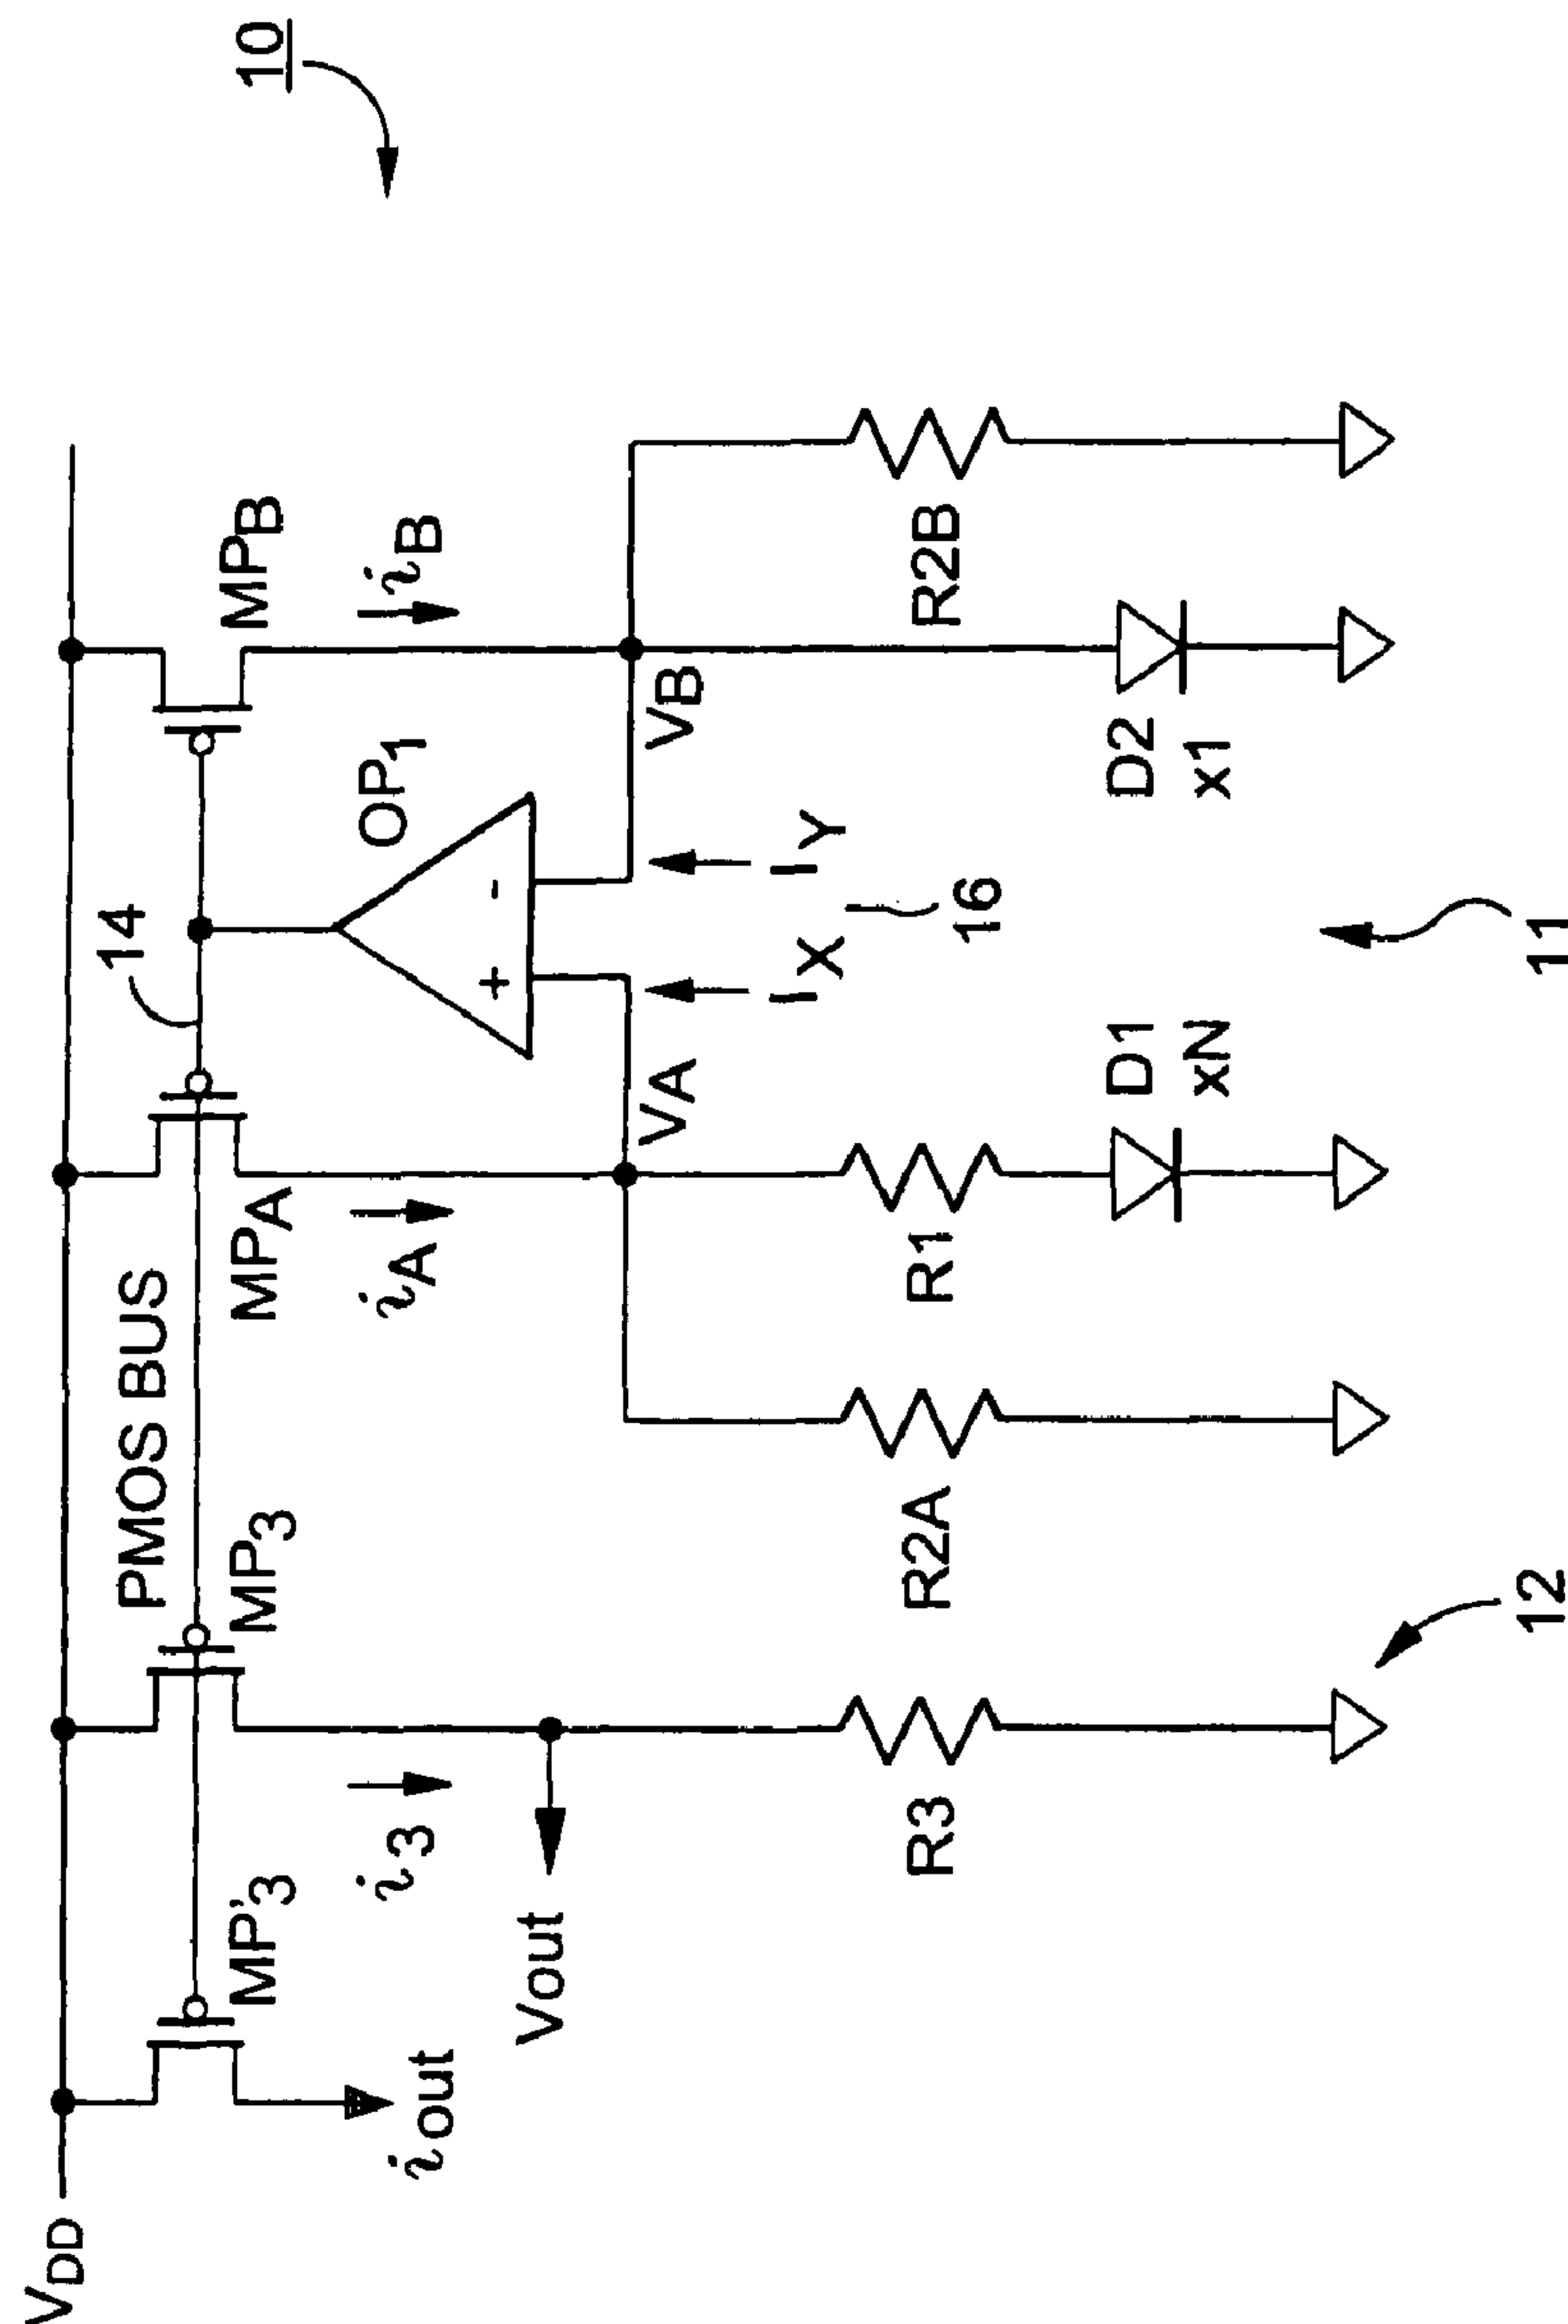 10
VDD
PMOS BUS
14
MP'3
MP3
MPA
MPB
iout
i3
iA
OP1
iB
Vout
+
-
VA
VB
IX
IY
16
R3
R2A
R1
R2B
D1
xN
D2
x1
12
11